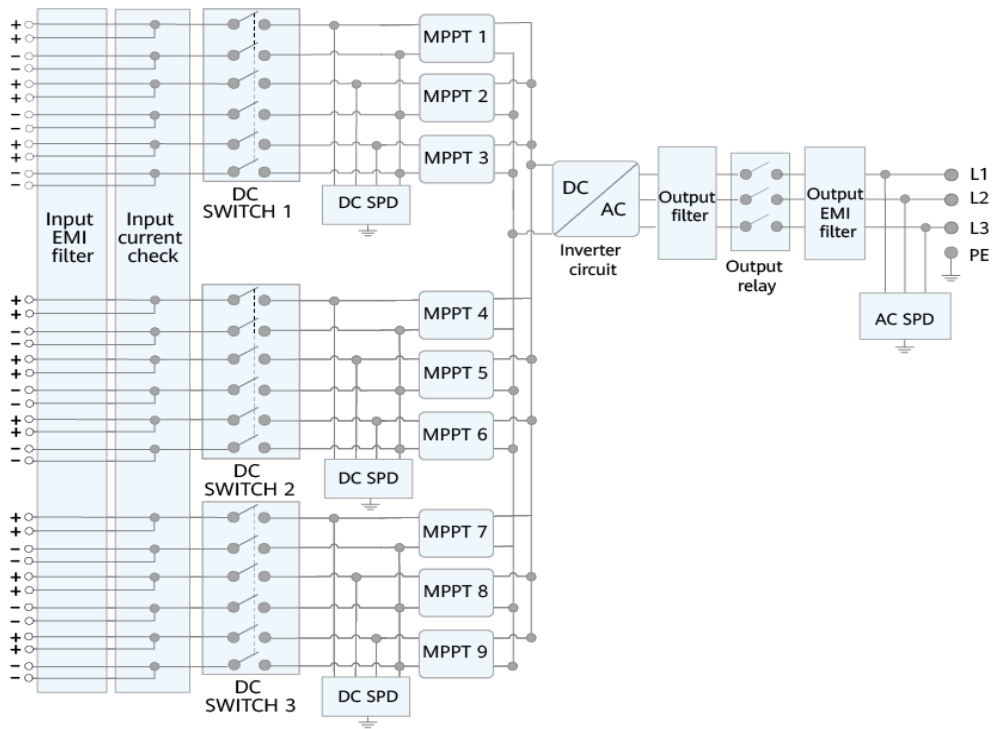 +
+
−
−
+
+
−
−
+
+
−
−
Input
EMI
filter
Input
current
check
DC
SWITCH 1
MPPT 1
MPPT 2
MPPT 3
DC SPD
+
+
−
−
+
+
−
−
+
+
−
−
DC
SWITCH 2
MPPT 4
MPPT 5
MPPT 6
DC SPD
+
+
−
−
+
+
−
−
+
+
−
−
DC
SWITCH 3
MPPT 7
MPPT 8
MPPT 9
DC SPD
DC
AC
Inverter
circuit
Output
filter
Output
relay
Output
EMI
filter
L1
L2
L3
PE
AC SPD